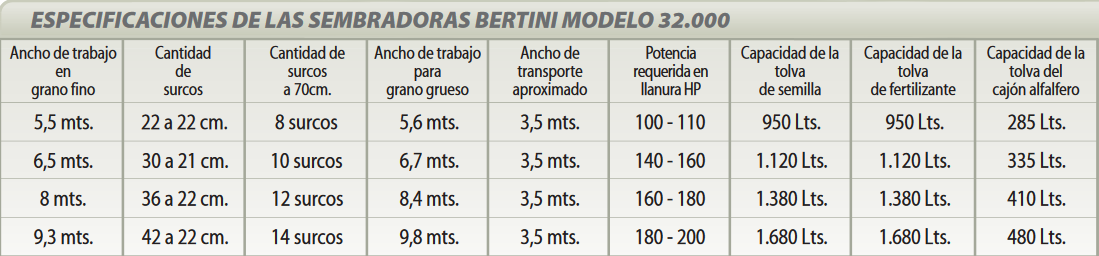 ESPECIFICACIONES DE LAS SEMBRADORAS BERTINI MODELO 32.000
Ancho de trabajo en grano fino | Cantidad de surcos | Cantidad de surcos a 70cm. | Ancho de trabajo para grano grueso | Ancho de transporte aproximado | Potencia requerida en llanura HP | Capacidad de la tolva de semilla | Capacidad de la tolva de fertilizante | Capacidad de la tolva del cajón alfalfero
5,5 mts. | 22 a 22 cm. | 8 surcos | 5,6 mts. | 3,5 mts. | 100 - 110 | 950 Lts. | 950 Lts. | 285 Lts.
6,5 mts. | 30 a 21 cm. | 10 surcos | 6,7 mts. | 3,5 mts. | 140 - 160 | 1.120 Lts. | 1.120 Lts. | 335 Lts.
8 mts. | 36 a 22 cm. | 12 surcos | 8,4 mts. | 3,5 mts. | 160 - 180 | 1.380 Lts. | 1.380 Lts. | 410 Lts.
9,3 mts. | 42 a 22 cm. | 14 surcos | 9,8 mts. | 3,5 mts. | 180 - 200 | 1.680 Lts. | 1.680 Lts. | 480 Lts.